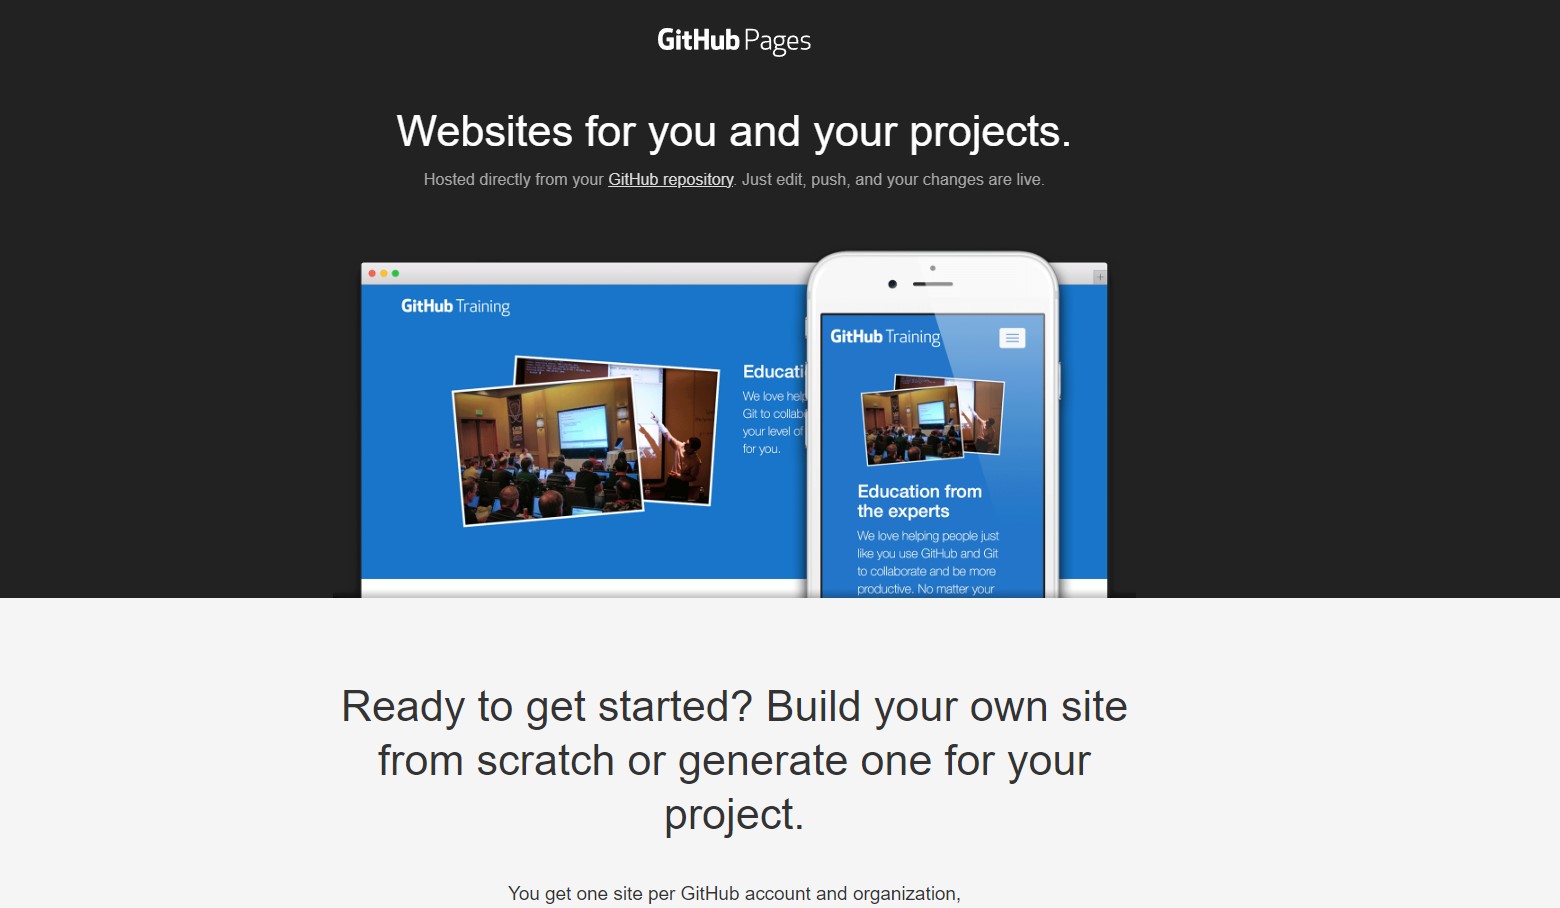 GitHub Pages
Websites for you and your projects.
Hosted directly from your GitHub repository. Just edit, push, and your changes are live.
GitHub Training
Educati
We love help
Git to collabo
your level of
for you.
GitHub Training
Education from
the experts
We love helping people just
like you use GitHub and Git
to collaborate and be more
productive. No matter your
Ready to get started? Build your own site
from scratch or generate one for your
project.
You get one site per GitHub account and organization,